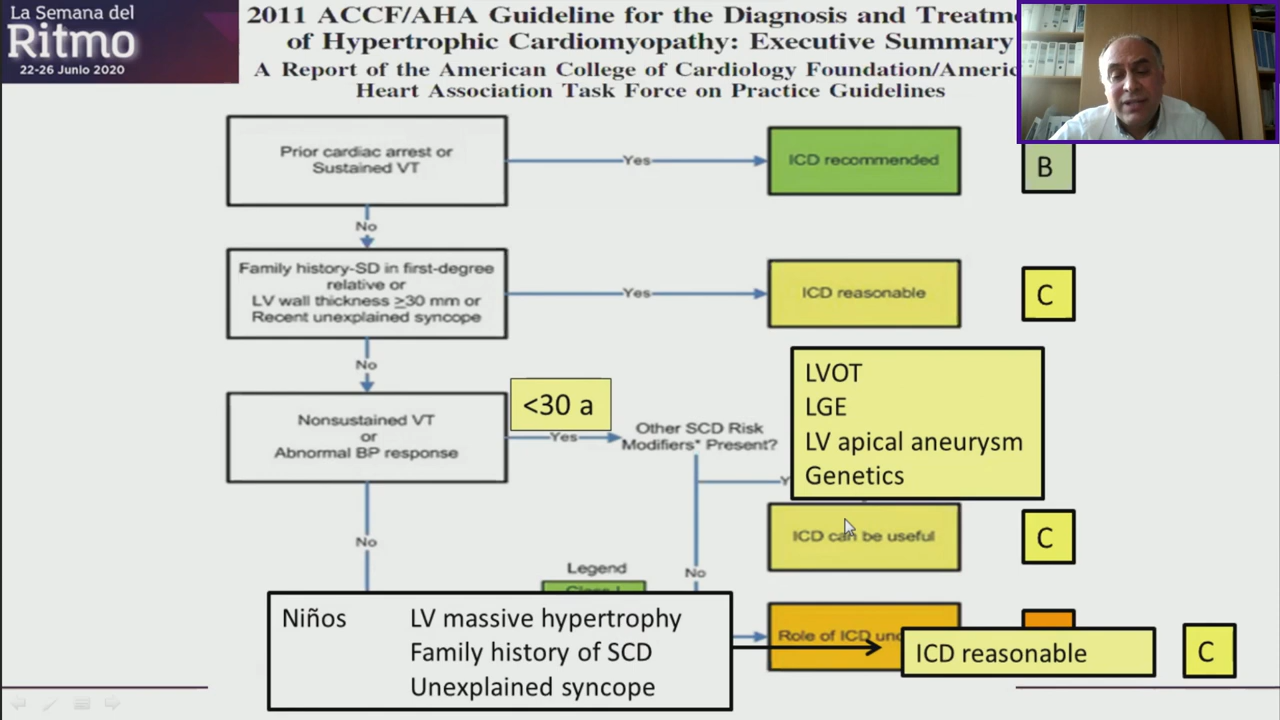 La Semana del
Ritmo
22-26 Junio 2020
2011 ACCF/AHA Guideline for the Diagnosis and
of Hypertrophic Cardiomyopathy: Executive Summary
A Report of the American College of Cardiology
Heart Association Task Force on Practice Guidelines
Prior cardiac arrest or
Sustained VT
Yes
ICD recommended
B
No
Family history-SD in first-degree
relative or
LV wall thickness ≥30 mm or
Recent unexplained syncope
Yes
ICD reasonable
C
No
Nonsustained VT
or
Abnormal BP response
<30 a
Yes
Other SCD Risk
Modifiers* Present?
LVOT
LGE
LV apical aneurysm
Genetics
Y
ICD can be useful
C
No
No
Legend
Class I
Niños
LV massive hypertrophy
Family history of SCD
Unexplained syncope
Role of ICD
ICD reasonable
C